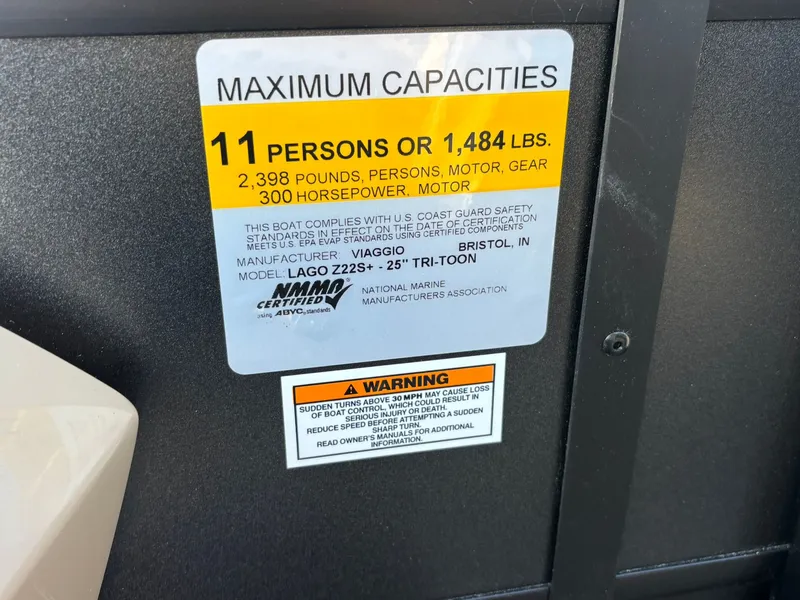 MAXIMUM CAPACITIES
11 PERSONS OR 1,484 LBS.
2,398 POUNDS, PERSONS, MOTOR, GEAR
300 HORSEPOWER, MOTOR
THIS BOAT COMPLIES WITH U.S. COAST GUARD SAFETY
STANDARDS IN EFFECT ON THE DATE OF CERTIFICATION
MEETS U.S. EPA EVAP STANDARDS USING CERTIFIED COMPONENTS
MANUFACTURER: VIAGGIO BRISTOL, IN
MODEL: LAGO Z22S+ - 25" TRI-TOON
NMMA
CERTIFIED
using ABYC standards
NATIONAL MARINE
MANUFACTURERS ASSOCIATION
WARNING
SUDDEN TURNS ABOVE 30 MPH MAY CAUSE LOSS
OF BOAT CONTROL, WHICH COULD RESULT IN
SERIOUS INJURY OR DEATH.
REDUCE SPEED BEFORE ATTEMPTING A SUDDEN
SHARP TURN.
READ OWNER'S MANUALS FOR ADDITIONAL
INFORMATION.